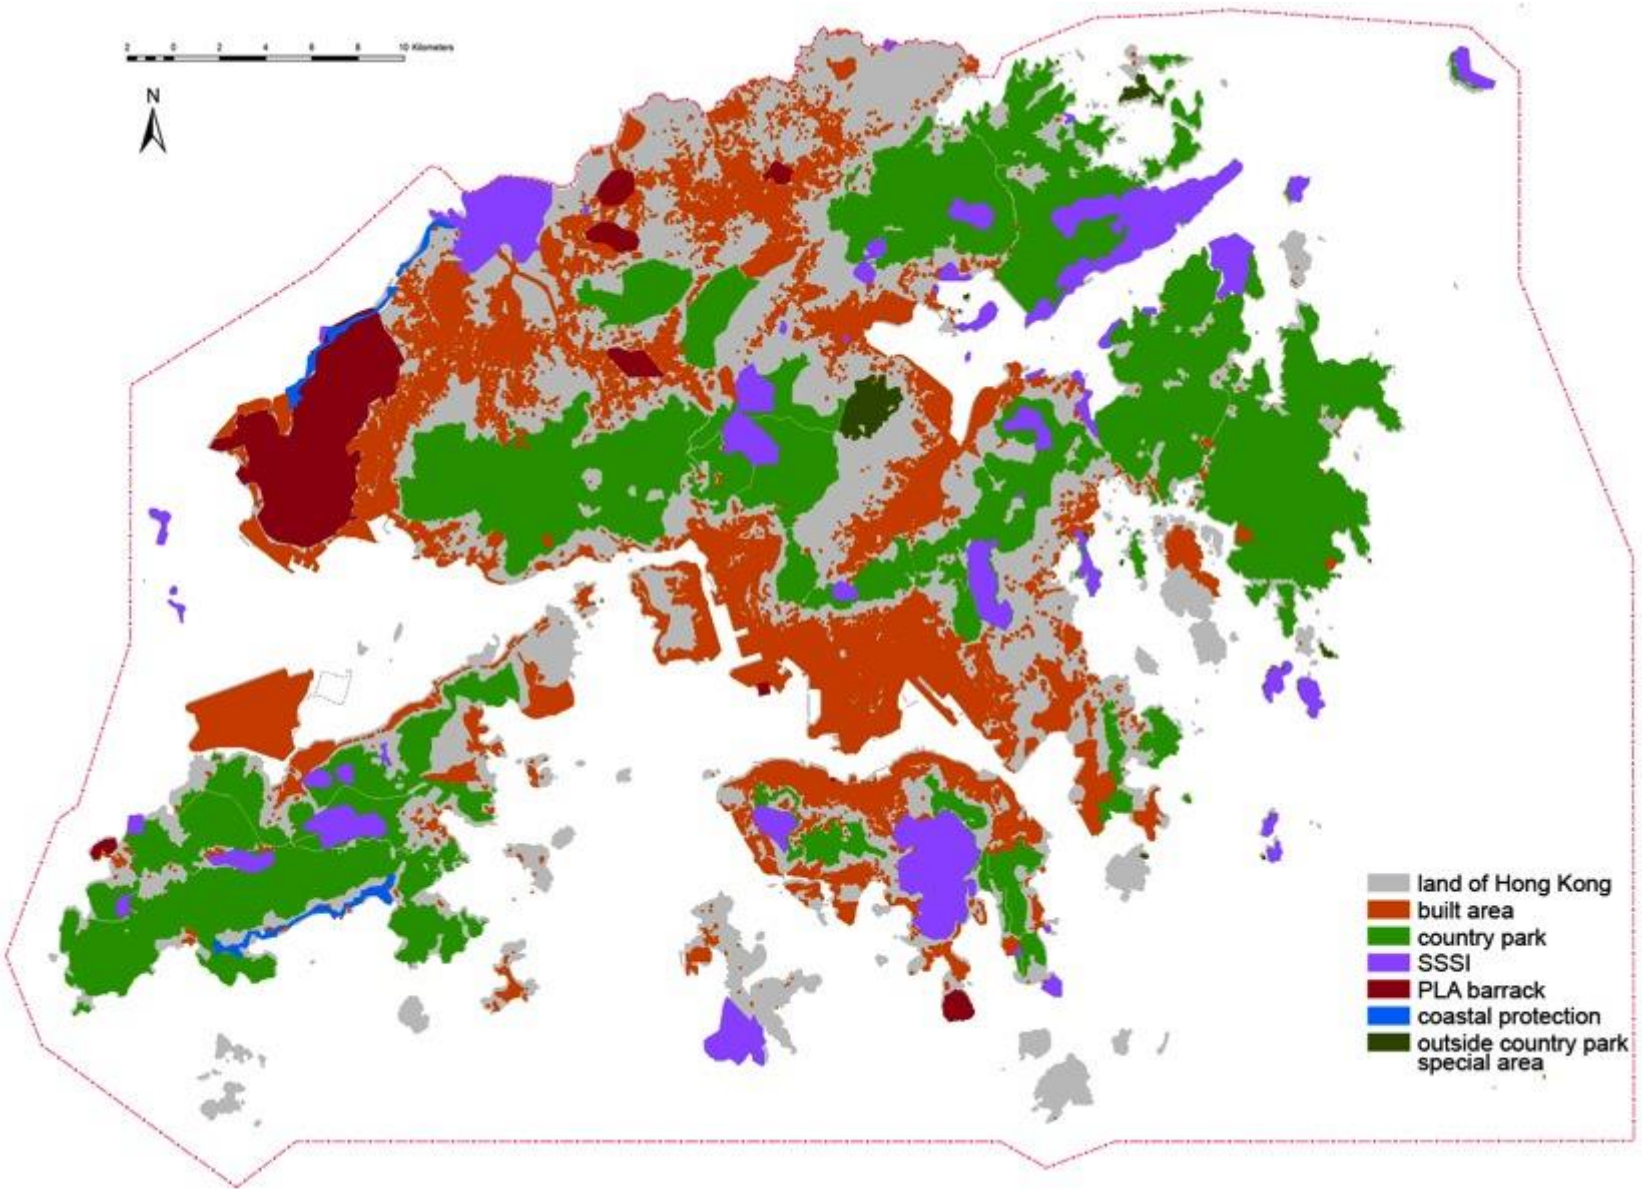 2 0 2 4 6 8 10 Kilometers
N
land of Hong Kong
built area
country park
SSSI
PLA barrack
coastal protection
outside country park
special area